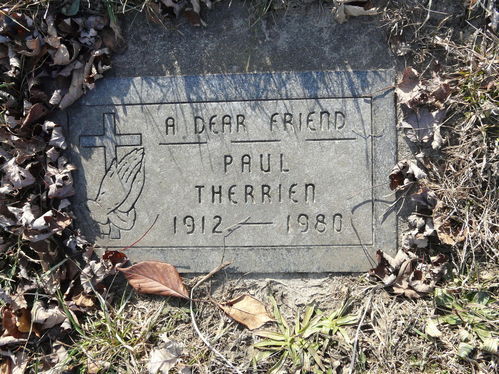 A DEAR FRIEND
PAUL
THERRIEN
1912 — 1980